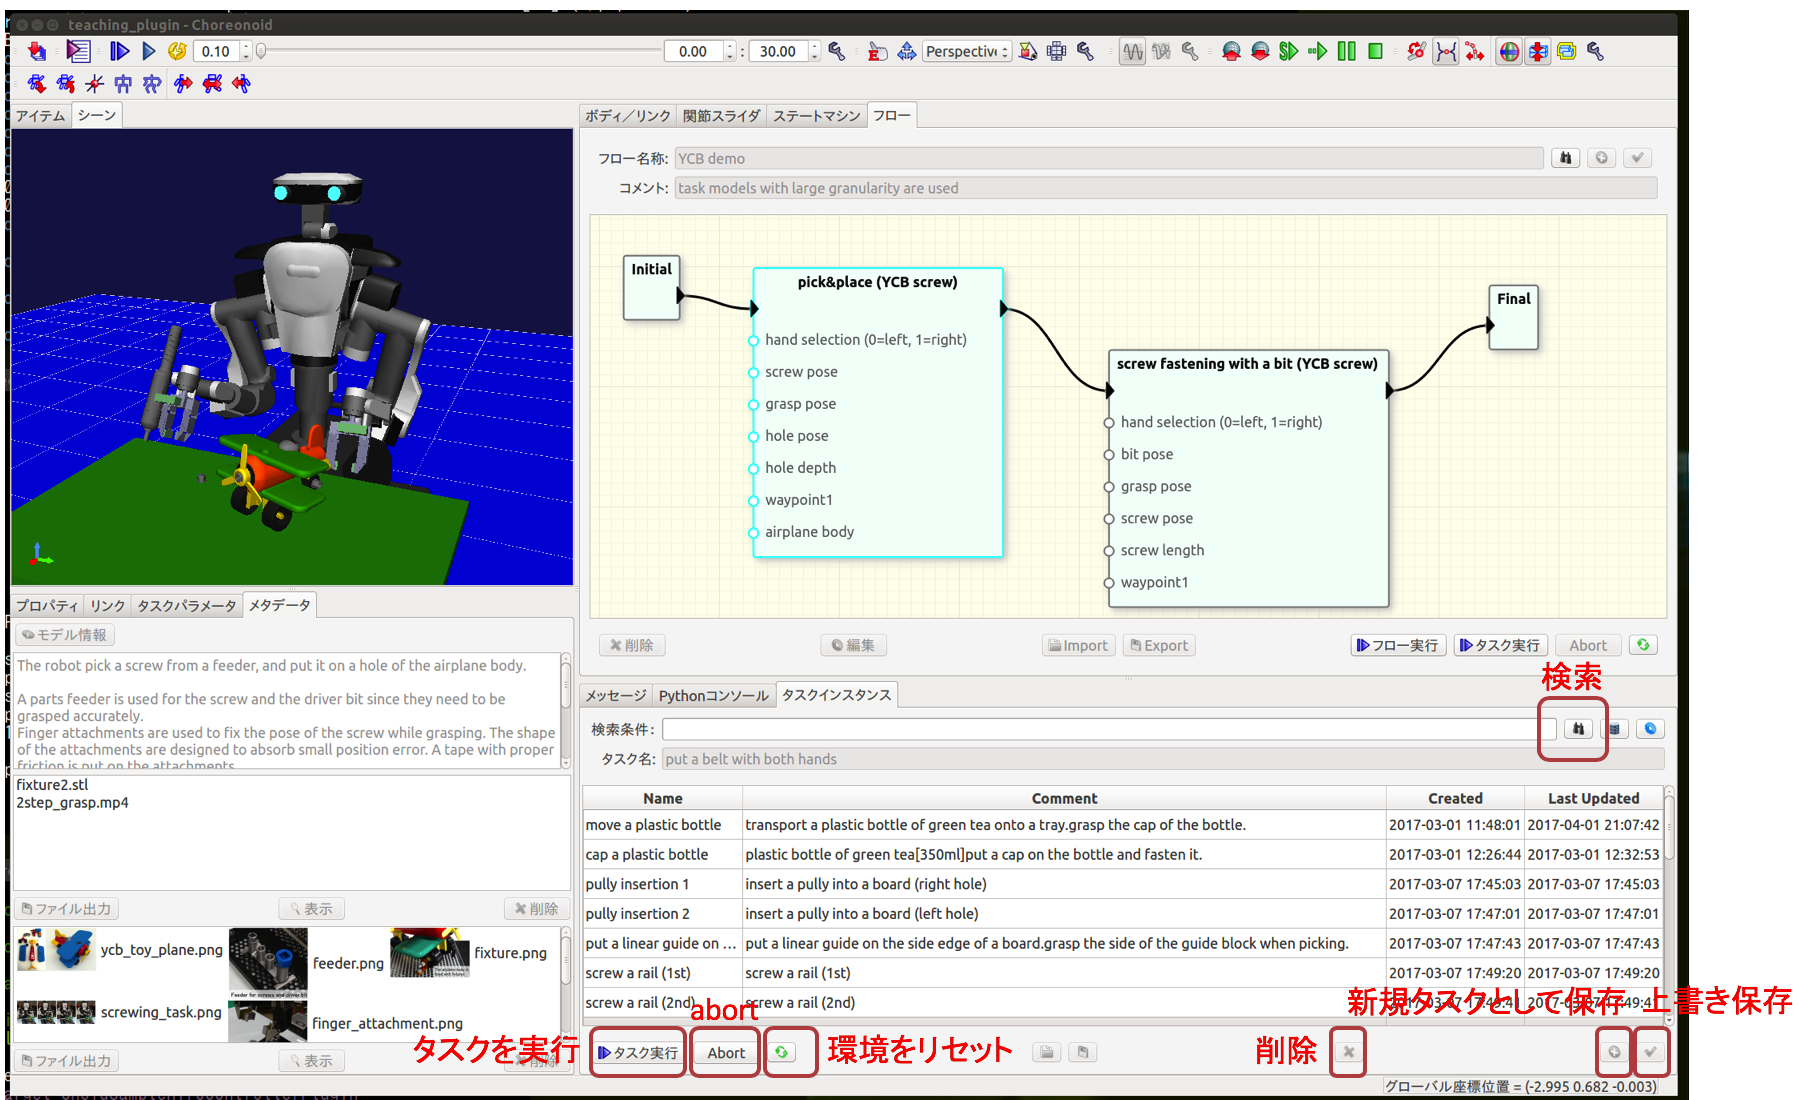 teaching_plugin - Choreonoid
0.10
0.00 : 30.00
Perspectiv
アイテム シーン
ボディ／リンク 関節スライダ ステートマシン フロー
フロー名称: YCB demo
コメント: task models with large granularity are used
Initial
pick&place (YCB screw)
hand selection (0=left, 1=right)
screw pose
grasp pose
hole pose
hole depth
waypoint1
airplane body
screw fastening with a bit (YCB screw)
hand selection (0=left, 1=right)
bit pose
grasp pose
screw pose
screw length
waypoint1
Final
削除 編集 Import Export フロー実行 タスク実行 Abort
プロパティ リンク タスクパラメータ メタデータ
モデル情報
The robot pick a screw from a feeder, and put it on a hole of the airplane body.
A parts feeder is used for the screw and the driver bit since they need to be
grasped accurately.
Finger attachments are used to fix the pose of the screw while grasping. The shape
of the attachments are designed to absorb small position error. A tape with proper
friction is put on the attachments.
fixture2.stl
2step_grasp.mp4
ファイル出力 表示 削除
ycb_toy_plane.png
feeder.png
fixture.png
screwing_task.png
finger_attachment.png
Feeder for screws and driver bit
ファイル出力 表示 削除
メッセージ Pythonコンソール タスクインスタンス
検索
検索条件:
タスク名: put a belt with both hands
Name Comment Created Last Updated
move a plastic bottle transport a plastic bottle of green tea onto a tray.grasp the cap of the bottle. 2017-03-01 11:48:01 2017-04-01 21:07:42
cap a plastic bottle plastic bottle of green tea[350ml]put a cap on the bottle and fasten it. 2017-03-01 12:26:44 2017-03-01 12:32:53
pully insertion 1 insert a pully into a board (right hole) 2017-03-07 17:45:03 2017-03-07 17:45:03
pully insertion 2 insert a pully into a board (left hole) 2017-03-07 17:47:01 2017-03-07 17:47:01
put a linear guide on ... put a linear guide on the side edge of a board.grasp the side of the guide block when picking. 2017-03-07 17:47:43 2017-03-07 17:47:43
screw a rail (1st) screw a rail (1st) 2017-03-07 17:49:20 2017-03-07 17:49:20
screw a rail (2nd) screw a rail (2nd) 2017-03-07 17:49:41 2017-03-07 17:49:41
abort 新規タスクとして保存 上書き保存
タスクを実行 タスク実行 Abort 環境をリセット 削除
グローバル座標位置 = (-2.995 0.682 -0.003)